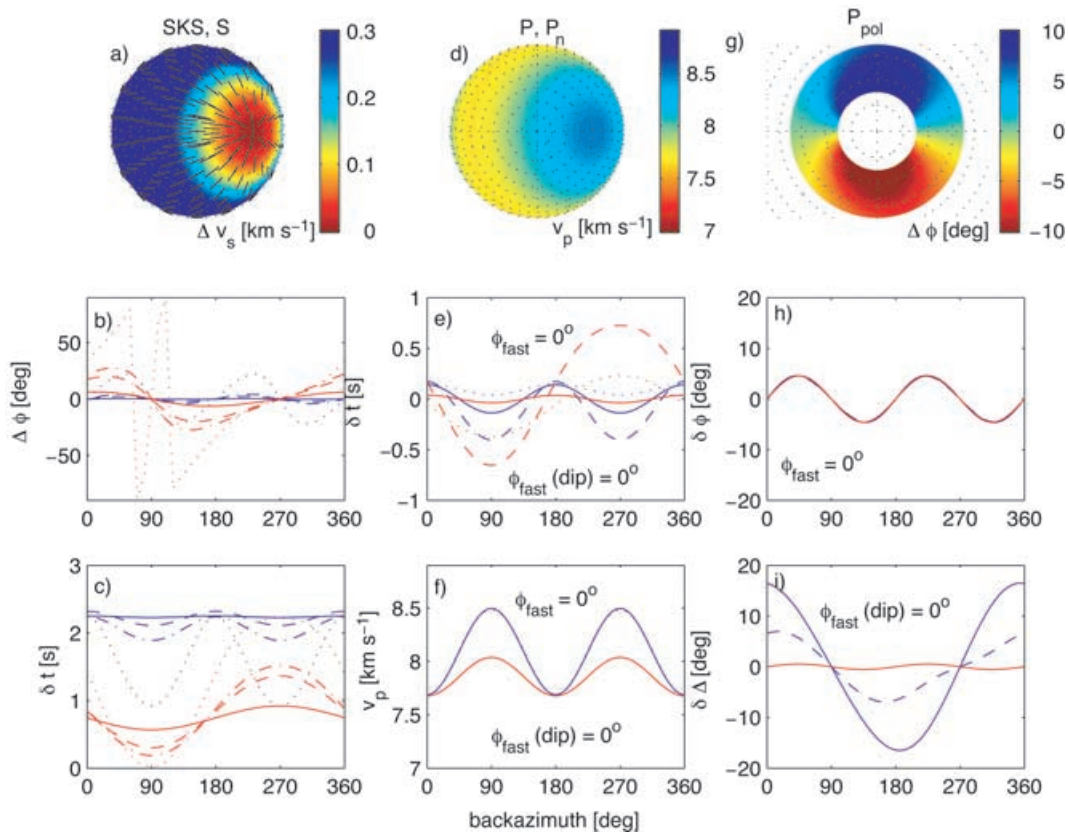 SKS, S
a)
0.3
0.2
0.1
0
Δ v_s [km s⁻¹]
P, P_n
d)
8.5
8
7.5
7
v_p [km s⁻¹]
P_pol
g)
10
5
0
−5
−10
Δ ϕ [deg]
b)
Δ ϕ [deg]
50
0
−50
0 90 180 270 360
e)
δ t [s]
1
0.5
0
−0.5
−1
ϕ_fast = 0°
ϕ_fast (dip) = 0°
0 90 180 270 360
h)
δ ϕ [deg]
20
10
0
−10
−20
ϕ_fast = 0°
0 90 180 270 360
c)
δ t [s]
3
2
1
0
0 90 180 270 360
f)
v_p [km s⁻¹]
8.5
8
7.5
7
ϕ_fast = 0°
ϕ_fast (dip) = 0°
0 90 180 270 360
backazimuth [deg]
i)
δ Δ [deg]
20
10
0
−10
−20
ϕ_fast (dip) = 0°
0 90 180 270 360